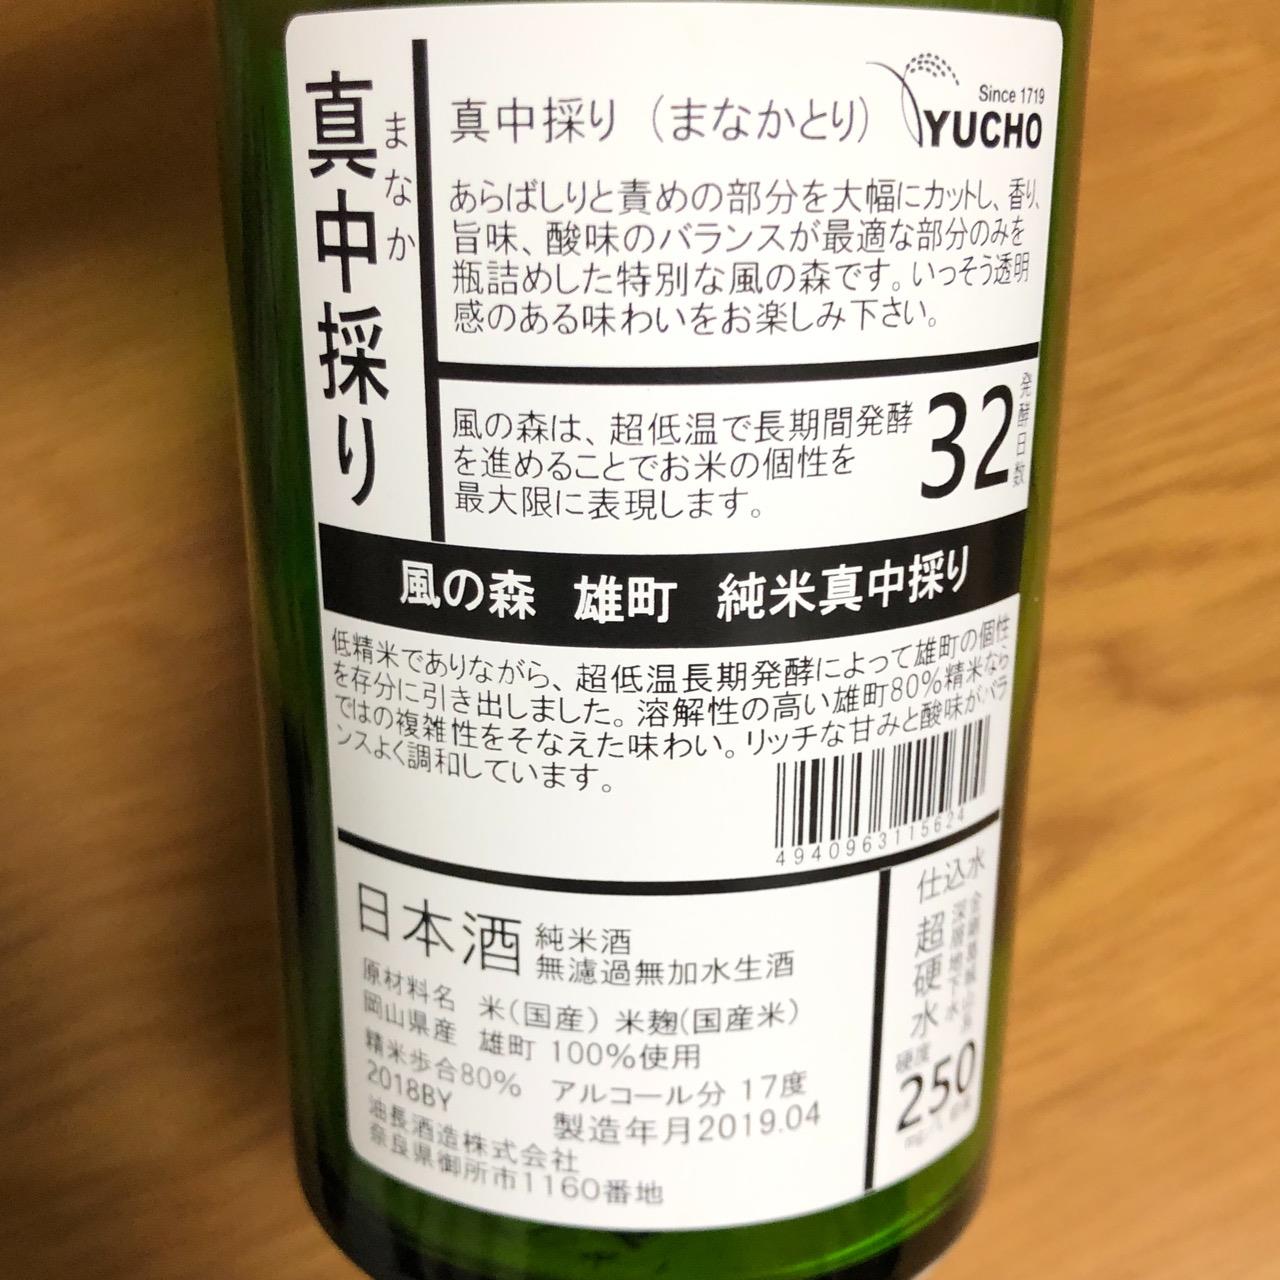 真中採り
まなか
真中採り（まなかとり）
Since 1719
YUCHO
あらばしりと責めの部分を大幅にカットし、香り、
旨味、酸味のバランスが最適な部分のみを
瓶詰めした特別な風の森です。いっそう透明
感のある味わいをお楽しみ下さい。
風の森は、超低温で長期間発酵
を進めることでお米の個性を
最大限に表現します。
32
発酵日数
風の森 雄町 純米真中採り
低精米でありながら、超低温長期発酵によって雄町の個性
を存分に引き出しました。溶解性の高い雄町80%精米なら
ではの複雑性をそなえた味わい。リッチな甘みと酸味がバラ
ンスよく調和しています。
4940963115624
日本酒
純米酒
無濾過無加水生酒
原材料名 米(国産) 米麹(国産米)
岡山県産 雄町 100%使用
精米歩合80% アルコール分 17度
2018BY 製造年月2019.04
油長酒造株式会社
奈良県御所市1160番地
仕込水
超硬水
金剛葛城山系
深層地下水
硬度
250